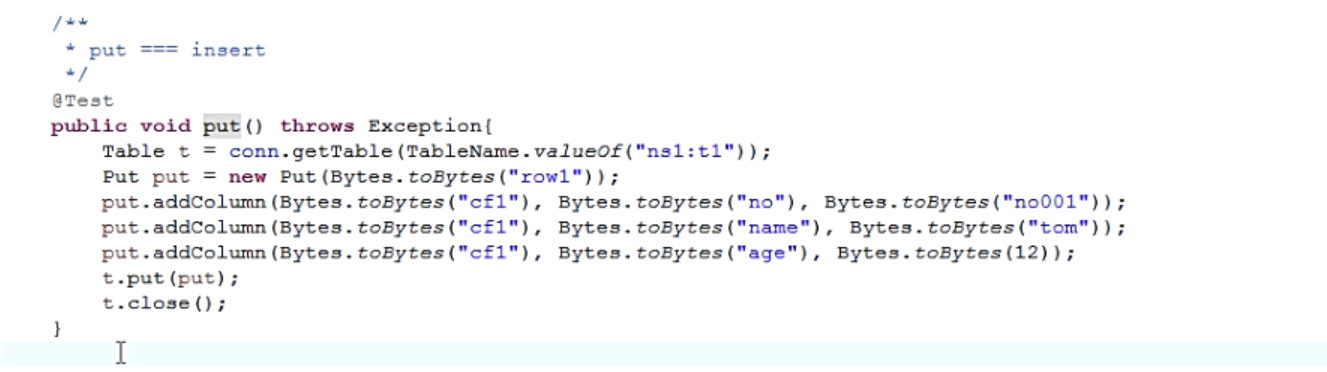 /**
 * put === insert
 */
@Test
public void put() throws Exception{
    Table t = conn.getTable(TableName.valueOf("ns1:t1"));
    Put put = new Put(Bytes.toBytes("row1"));
    put.addColumn(Bytes.toBytes("cf1"), Bytes.toBytes("no"), Bytes.toBytes("no001"));
    put.addColumn(Bytes.toBytes("cf1"), Bytes.toBytes("name"), Bytes.toBytes("tom"));
    put.addColumn(Bytes.toBytes("cf1"), Bytes.toBytes("age"), Bytes.toBytes(12));
    t.put(put);
    t.close();
}